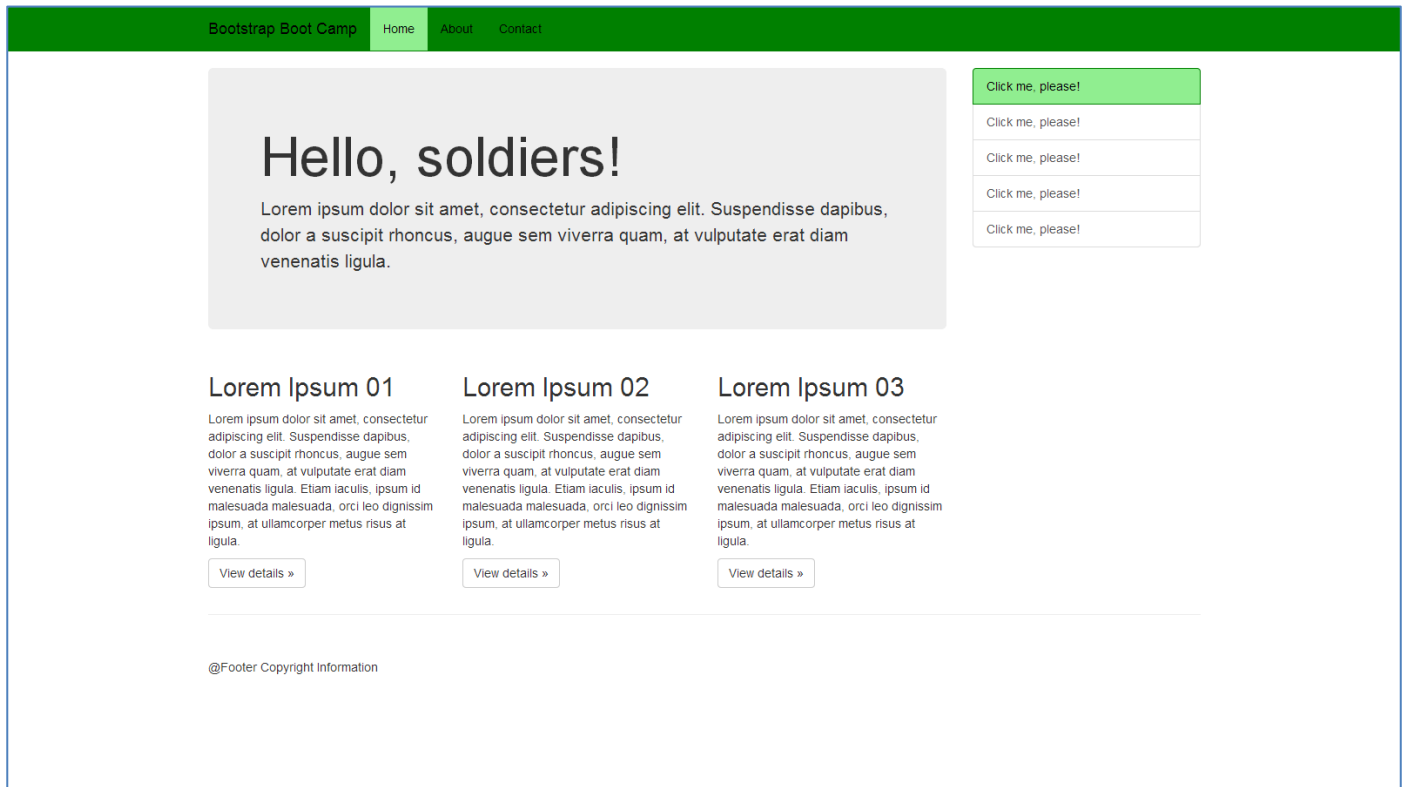 Bootstrap Boot Camp Home About Contact
Hello, soldiers!
Lorem ipsum dolor sit amet, consectetur adipiscing elit. Suspendisse dapibus,
dolor a suscipit rhoncus, augue sem viverra quam, at vulputate erat diam
venenatis ligula.
Click me, please!
Click me, please!
Click me, please!
Click me, please!
Click me, please!
Lorem Ipsum 01
Lorem ipsum dolor sit amet, consectetur
adipiscing elit. Suspendisse dapibus,
dolor a suscipit rhoncus, augue sem
viverra quam, at vulputate erat diam
venenatis ligula. Etiam iaculis, ipsum id
malesuada malesuada, orci leo dignissim
ipsum, at ullamcorper metus risus at
ligula.
View details »
Lorem Ipsum 02
Lorem ipsum dolor sit amet, consectetur
adipiscing elit. Suspendisse dapibus,
dolor a suscipit rhoncus, augue sem
viverra quam, at vulputate erat diam
venenatis ligula. Etiam iaculis, ipsum id
malesuada malesuada, orci leo dignissim
ipsum, at ullamcorper metus risus at
ligula.
View details »
Lorem Ipsum 03
Lorem ipsum dolor sit amet, consectetur
adipiscing elit. Suspendisse dapibus,
dolor a suscipit rhoncus, augue sem
viverra quam, at vulputate erat diam
venenatis ligula. Etiam iaculis, ipsum id
malesuada malesuada, orci leo dignissim
ipsum, at ullamcorper metus risus at
ligula.
View details »
@Footer Copyright Information